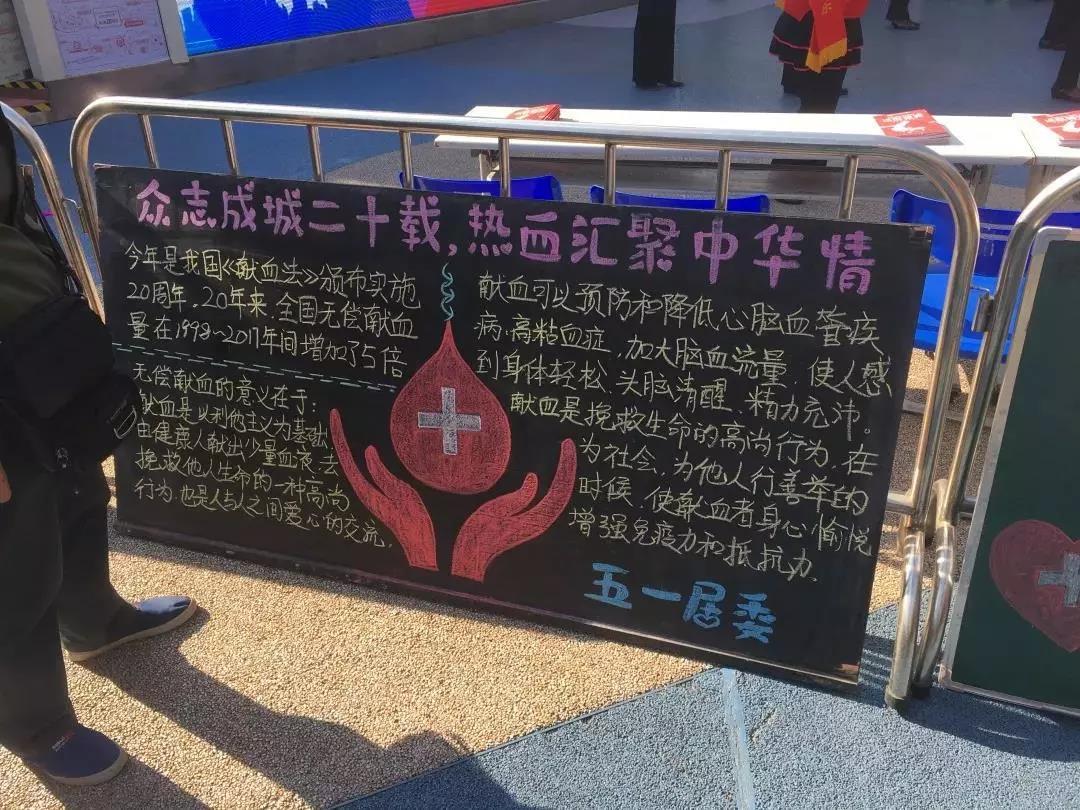 众志成城二十载,热血汇聚中华情
今年是我国《献血法》颁布实施
20周年,20年来,全国无偿献血
量在1998~2017年间增加了5倍
无偿献血的意义在于:
献血是以利他主义为基础
由健康人献出少量血液,去
挽救他人生命的一种高尚
行为,也是人与人之间爱心的交流,
献血可以预防和降低心脑血管疾
病,高粘血症,加大脑血流量,使人感
到身体轻松、头脑清醒、精力充沛。
献血是挽救生命的高尚行为,在
为社会,为他人行善举的
时候,使献血者身心愉悦
增强免疫力和抵抗力.
五一居委